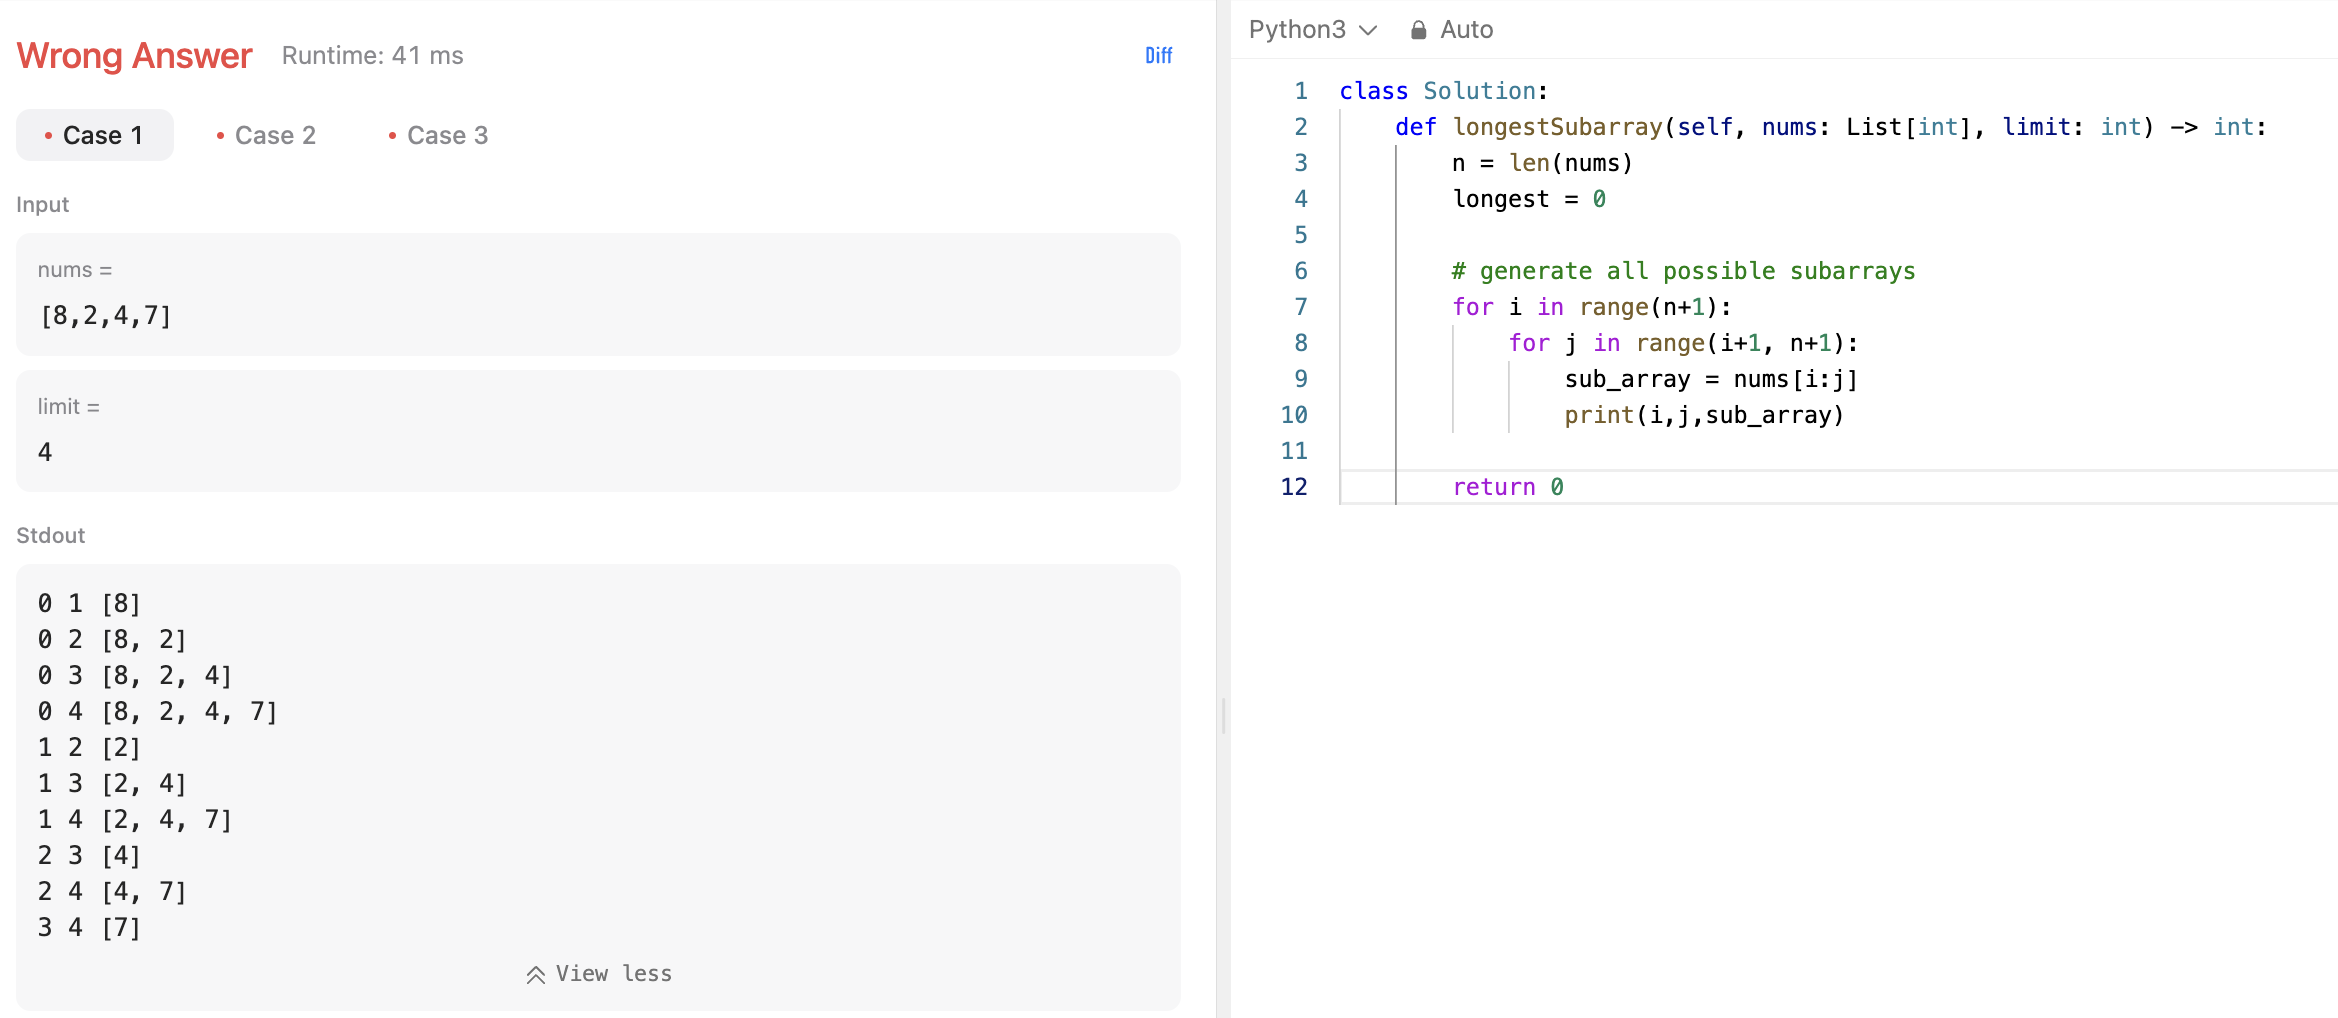 Wrong Answer Runtime: 41 ms Diff
• Case 1 • Case 2 • Case 3
Input
nums =
[8,2,4,7]
limit =
4
Stdout
0 1 [8]
0 2 [8, 2]
0 3 [8, 2, 4]
0 4 [8, 2, 4, 7]
1 2 [2]
1 3 [2, 4]
1 4 [2, 4, 7]
2 3 [4]
2 4 [4, 7]
3 4 [7]
View less
Python3 Auto
1 class Solution:
2     def longestSubarray(self, nums: List[int], limit: int) -> int:
3         n = len(nums)
4         longest = 0
5
6         # generate all possible subarrays
7         for i in range(n+1):
8             for j in range(i+1, n+1):
9                 sub_array = nums[i:j]
10                 print(i,j,sub_array)
11
12         return 0